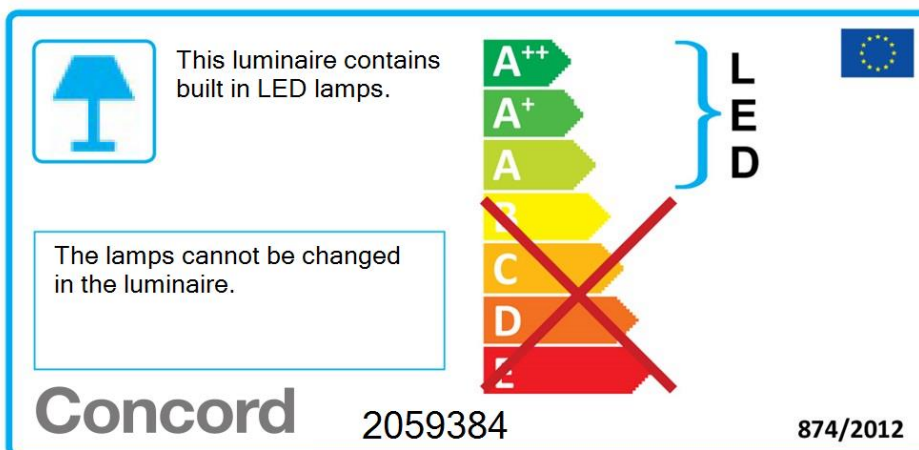 This luminaire contains
built in LED lamps.
A++
A+
A
B
C
D
E
L
E
D
The lamps cannot be changed
in the luminaire.
Concord
2059384
874/2012